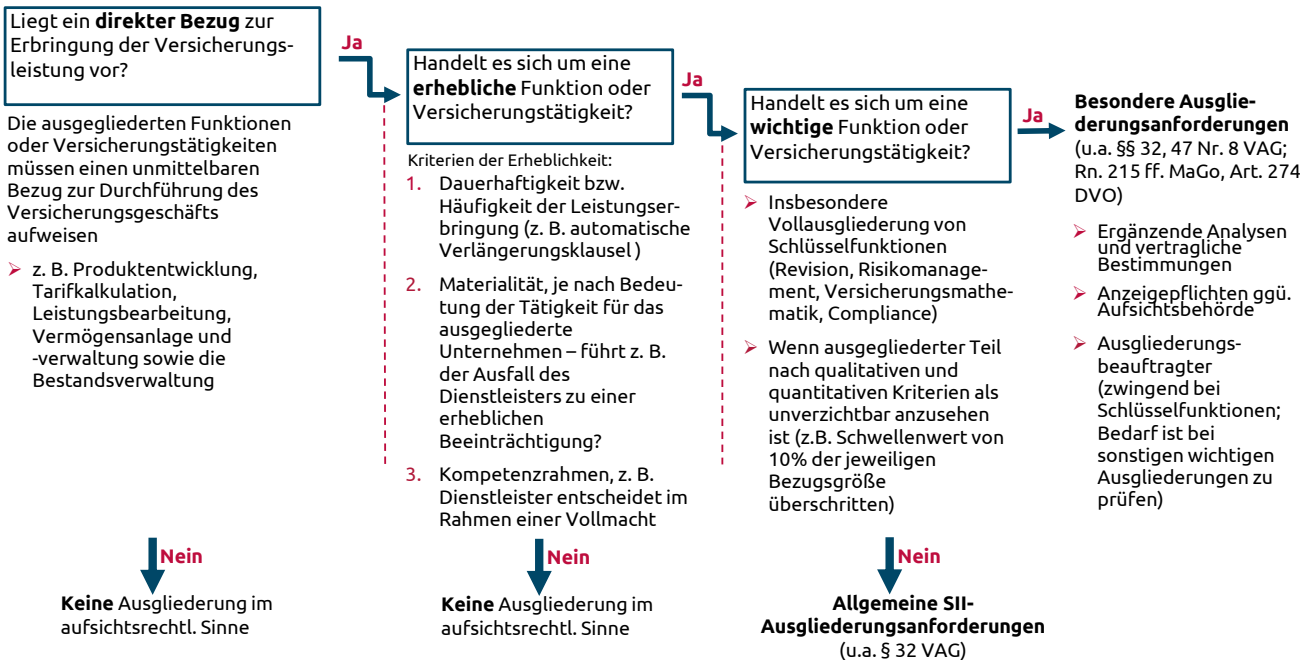 Liegt ein direkter Bezug zur
Erbringung der Versicherungs-
leistung vor?
Die ausgegliederten Funktionen
oder Versicherungstätigkeiten
müssen einen unmittelbaren
Bezug zur Durchführung des
Versicherungsgeschäfts
aufweisen
➢ z. B. Produktentwicklung,
Tarifkalkulation,
Leistungsbearbeitung,
Vermögensanlage und
-verwaltung sowie die
Bestandsverwaltung
Nein
Keine Ausgliederung im
aufsichtsrechtl. Sinne
Ja
Handelt es sich um eine
erhebliche Funktion oder
Versicherungstätigkeit?
Kriterien der Erheblichkeit:
1. Dauerhaftigkeit bzw.
Häufigkeit der Leistungser-
bringung (z. B. automatische
Verlängerungsklausel )
2. Materialität, je nach Bedeu-
tung der Tätigkeit für das
ausgegliederte
Unternehmen – führt z. B.
der Ausfall des
Dienstleisters zu einer
erheblichen
Beeinträchtigung?
3. Kompetenzrahmen, z. B.
Dienstleister entscheidet im
Rahmen einer Vollmacht
Nein
Keine Ausgliederung im
aufsichtsrechtl. Sinne
Ja
Handelt es sich um eine
wichtige Funktion oder
Versicherungstätigkeit?
➢ Insbesondere
Vollausgliederung von
Schlüsselfunktionen
(Revision, Risikomanage-
ment, Versicherungsmathe-
matik, Compliance)
➢ Wenn ausgegliederter Teil
nach qualitativen und
quantitativen Kriterien als
unverzichtbar anzusehen
ist (z.B. Schwellenwert von
10% der jeweiligen
Bezugsgröße
überschritten)
Nein
Allgemeine SII-
Ausgliederungsanforderungen
(u.a. § 32 VAG)
Ja
Besondere Ausglie-
derungsanforderungen
(u.a. §§ 32, 47 Nr. 8 VAG;
Rn. 215 ff. MaGo, Art. 274
DVO)
➢ Ergänzende Analysen
und vertragliche
Bestimmungen
➢ Anzeigepflichten ggü.
Aufsichtsbehörde
➢ Ausgliederungs-
beauftragter
(zwingend bei
Schlüsselfunktionen;
Bedarf ist bei
sonstigen wichtigen
Ausgliederungen zu
prüfen)